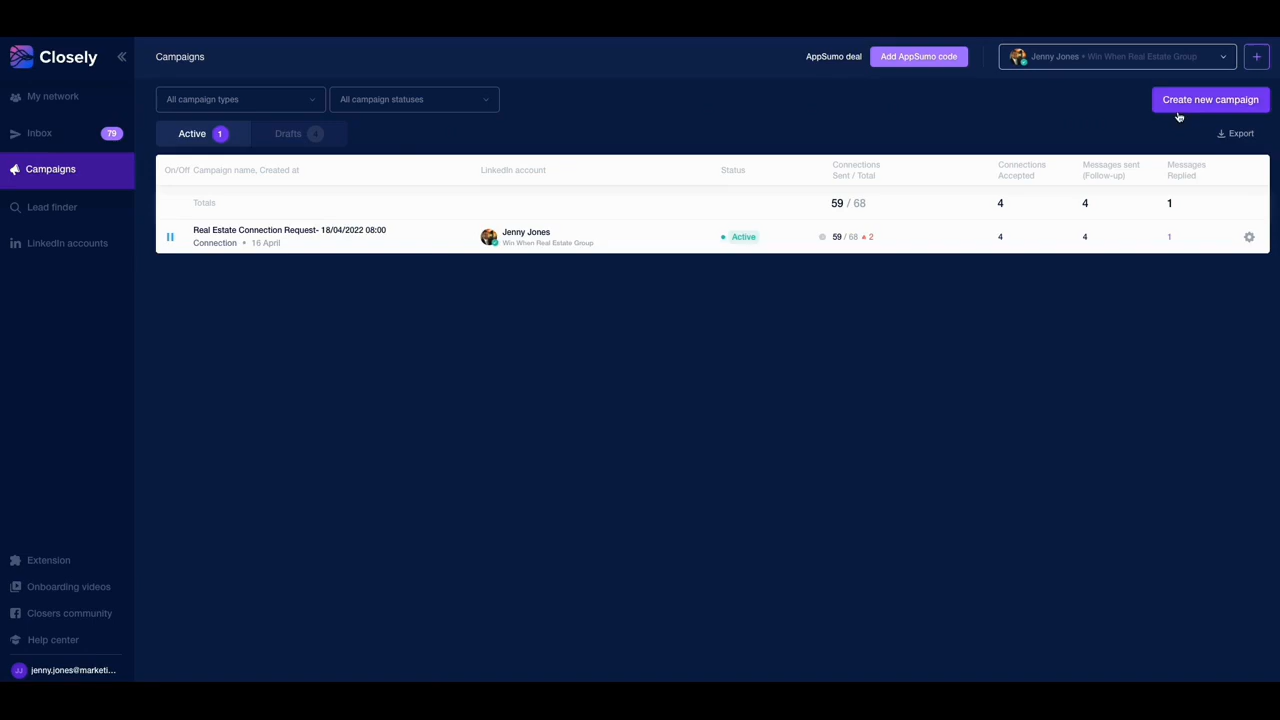 Closely
Campaigns
AppSumo deal
Add AppSumo code
Jenny Jones • Win When Real Estate Group
+
My network
Inbox
79
Campaigns
Lead finder
LinkedIn accounts
All campaign types
All campaign statuses
Create new campaign
Active 1
Drafts 4
Export
On/Off Campaign name, Created at
LinkedIn account
Status
Connections
Sent / Total
Connections
Accepted
Messages sent
(Follow-up)
Messages
Replied
Totals
59 / 68
4
4
1
Real Estate Connection Request- 18/04/2022 08:00
Connection • 16 April
Jenny Jones
Win When Real Estate Group
Active
59 / 68 2
4
4
1
Extension
Onboarding videos
Closers community
Help center
JJ jenny.jones@marketi...